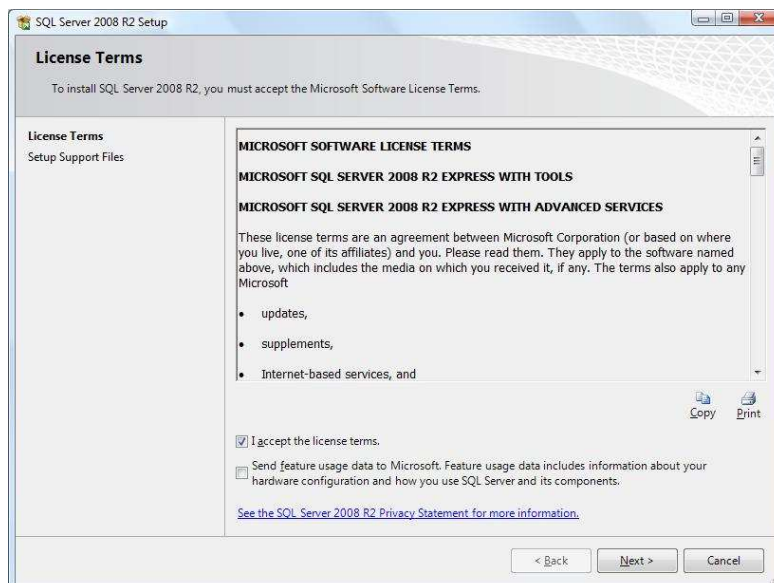 SQL Server 2008 R2 Setup
License Terms
To install SQL Server 2008 R2, you must accept the Microsoft Software License Terms.
License Terms
Setup Support Files
MICROSOFT SOFTWARE LICENSE TERMS
MICROSOFT SQL SERVER 2008 R2 EXPRESS WITH TOOLS
MICROSOFT SQL SERVER 2008 R2 EXPRESS WITH ADVANCED SERVICES
These license terms are an agreement between Microsoft Corporation (or based on where
you live, one of its affiliates) and you. Please read them. They apply to the software named
above, which includes the media on which you received it, if any. The terms also apply to any
Microsoft
• updates,
• supplements,
• Internet-based services, and
Copy Print
I accept the license terms.
Send feature usage data to Microsoft. Feature usage data includes information about your
hardware configuration and how you use SQL Server and its components.
See the SQL Server 2008 R2 Privacy Statement for more information.
< Back Next > Cancel